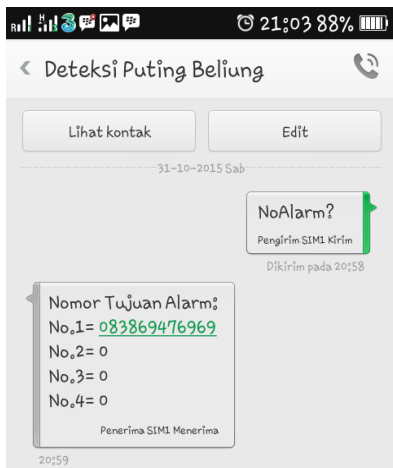 R H 3 21:03 88%
Deteksi Puting Beliung
Lihat kontak Edit
31-10-2015 Sab
NoAlarm?
Pengirim SIM1 Kirim
Dikirim pada 20:58
Nomor Tujuan Alarm:
No.1= 083869476969
No.2= 0
No.3= 0
No.4= 0
Penerima SIM1 Menerima
20:59